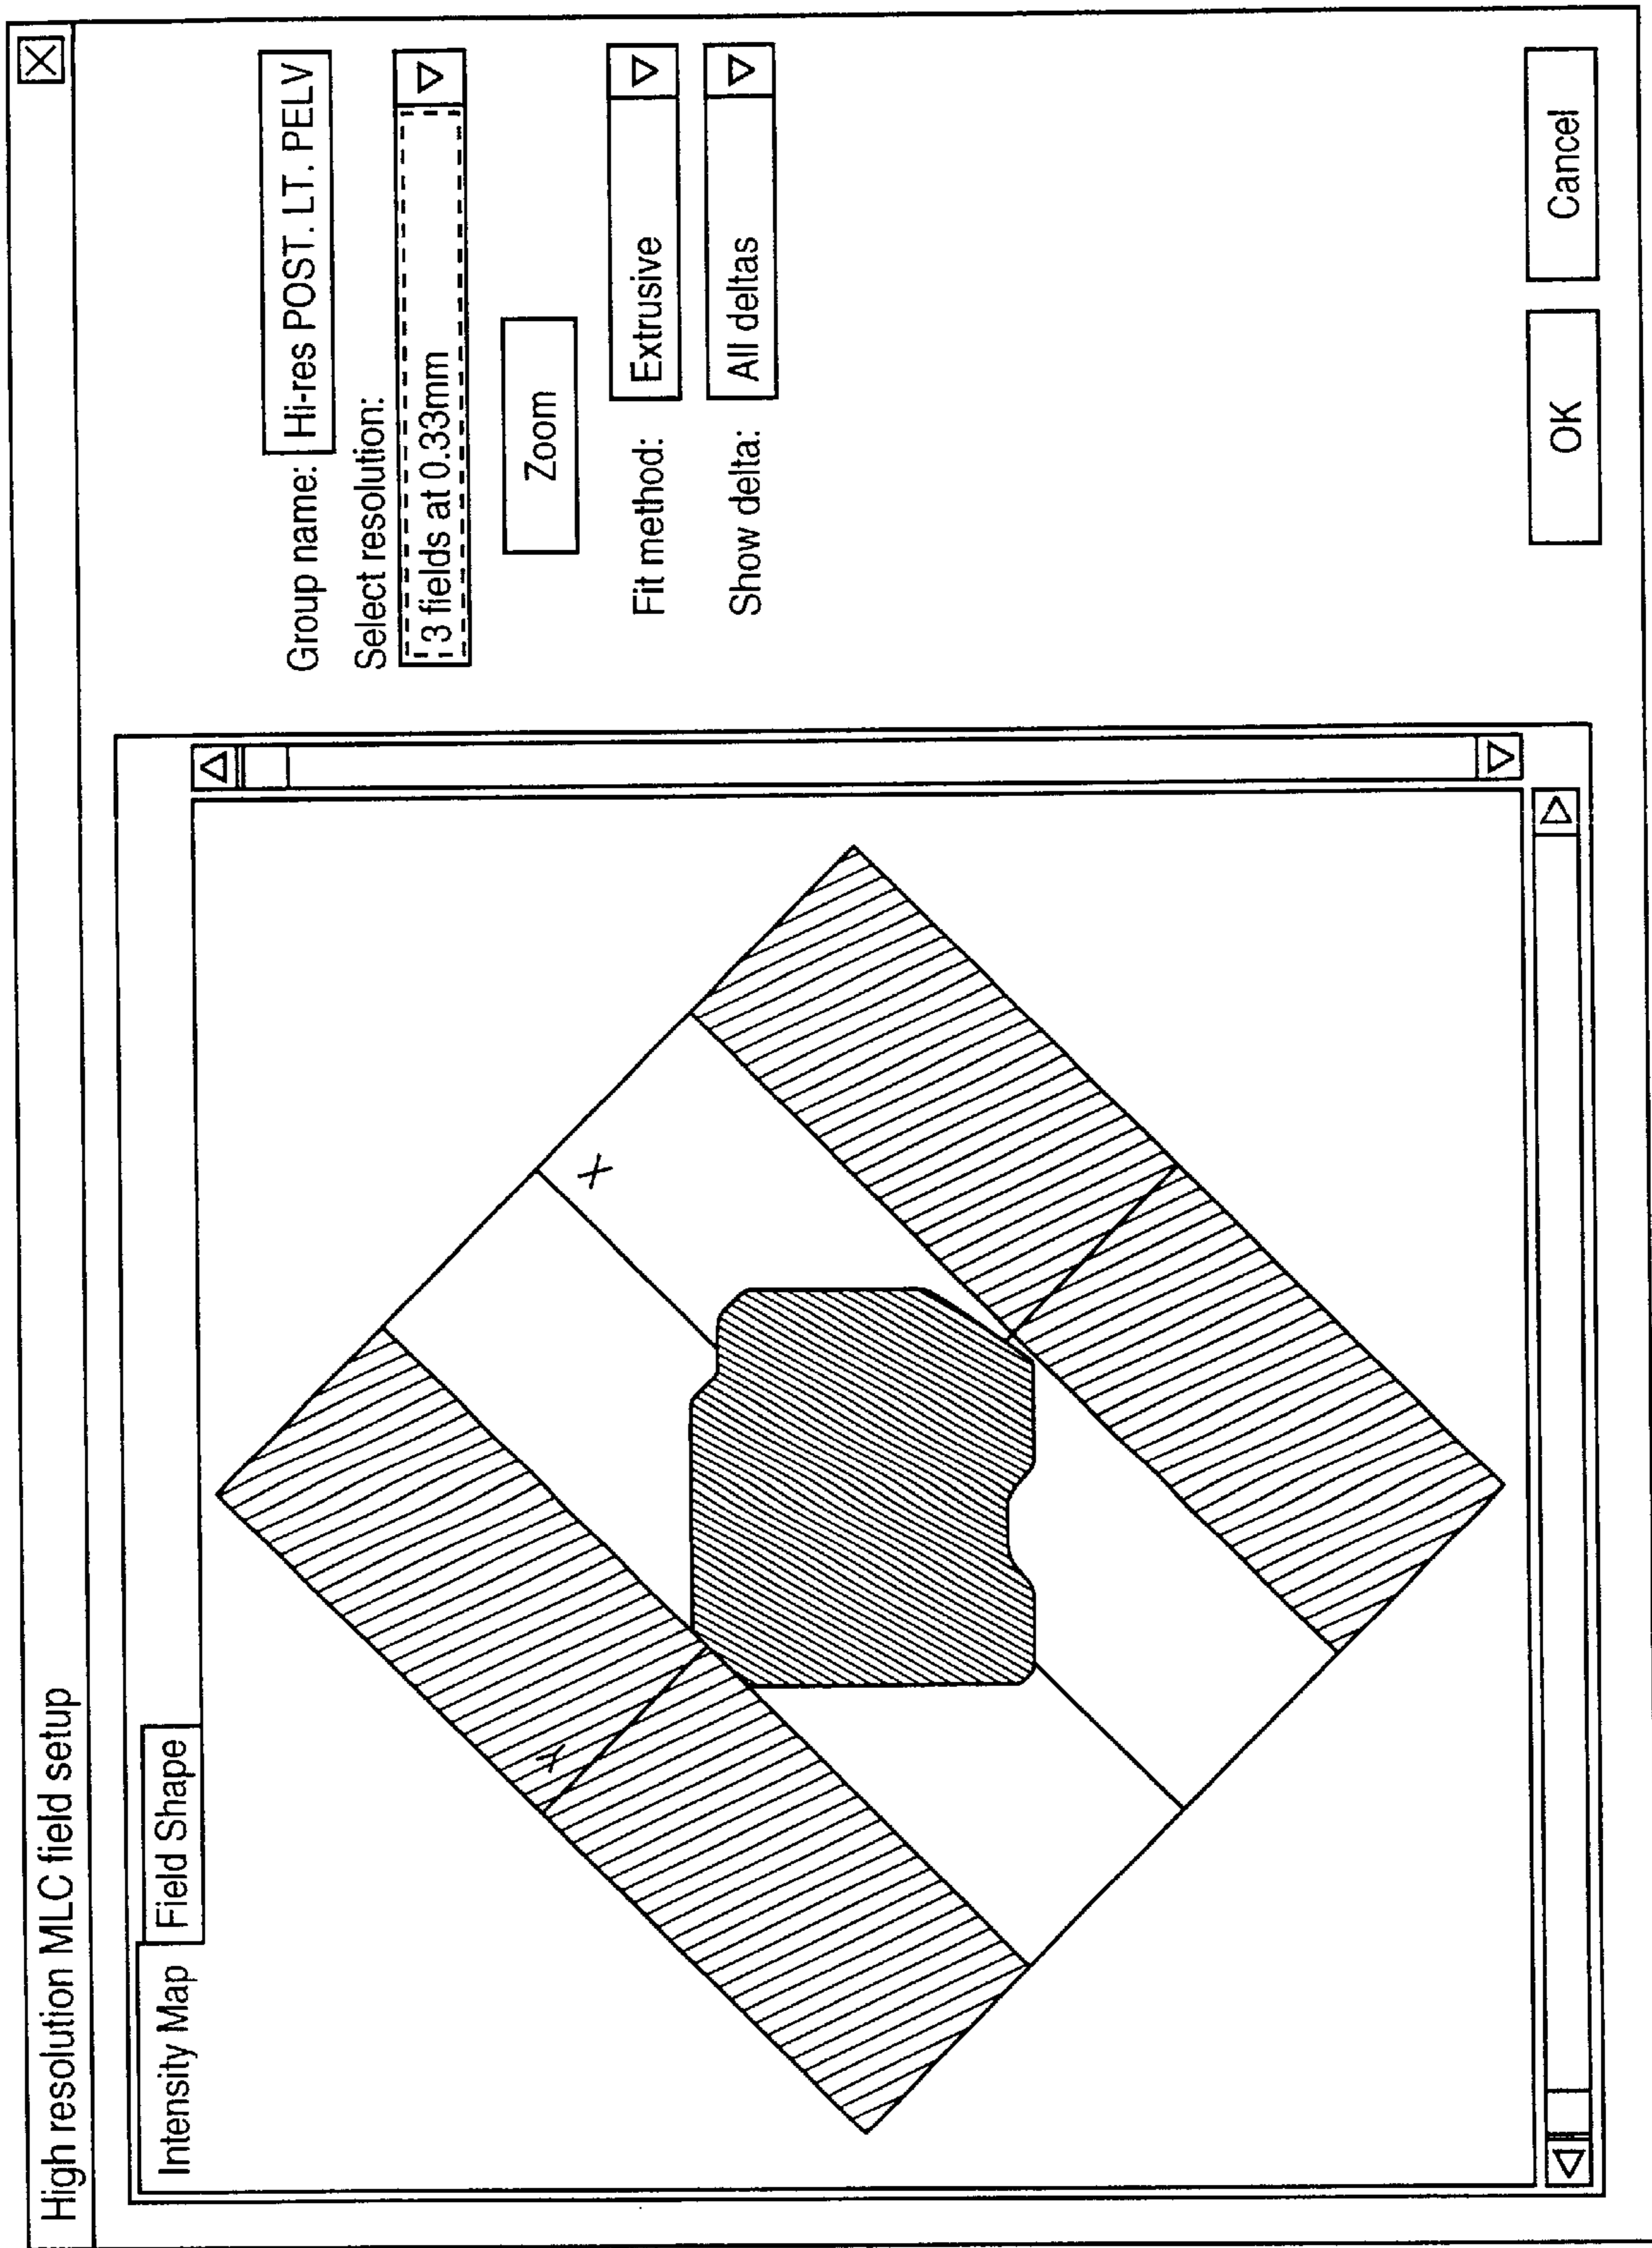 High resolution MLC field setup
Intensity Map
Field Shape
Y
X
Group name: Hi-res POST. LT. PELV
Select resolution:
3 fields at 0.33mm
Zoom
Fit method: Extrusive
Show delta: All deltas
OK
Cancel